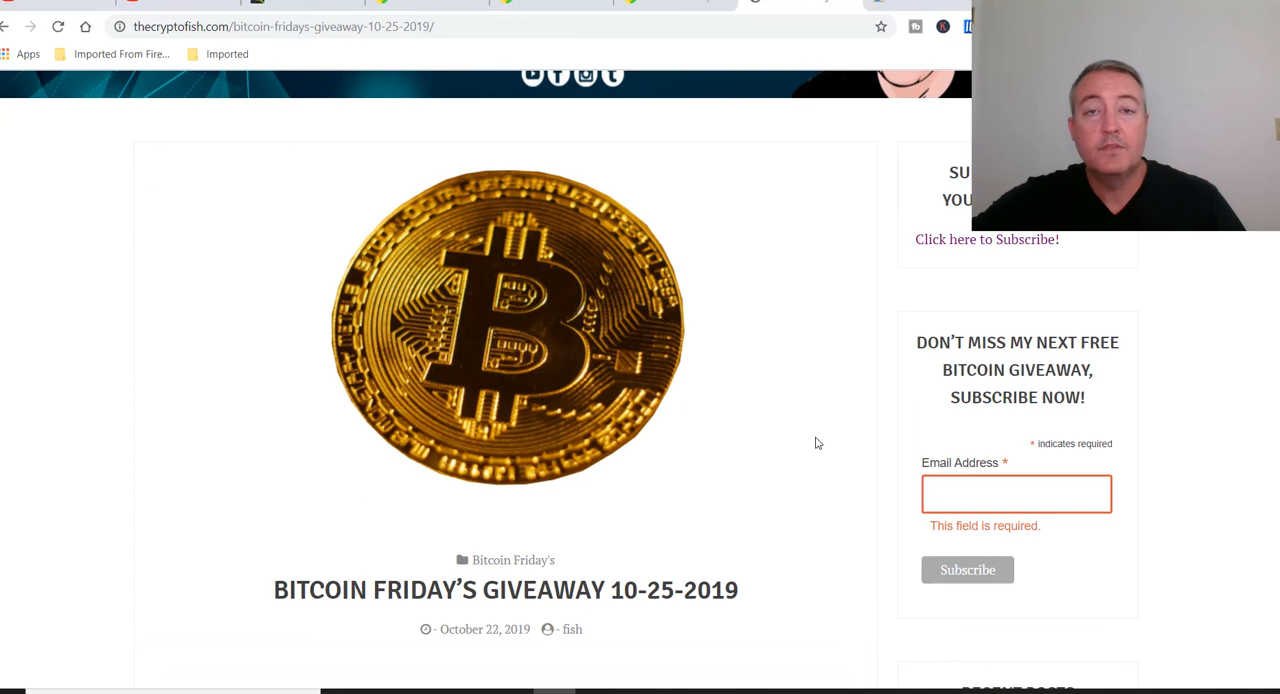 thecryptofish.com/bitcoin-fridays-giveaway-10-25-2019/
Apps Imported From Fire... Imported
Click here to Subscribe!
DON'T MISS MY NEXT FREE
BITCOIN GIVEAWAY,
SUBSCRIBE NOW!
* indicates required
Email Address *
This field is required.
Subscribe
Bitcoin Friday's
BITCOIN FRIDAY'S GIVEAWAY 10-25-2019
- October 22, 2019 - fish